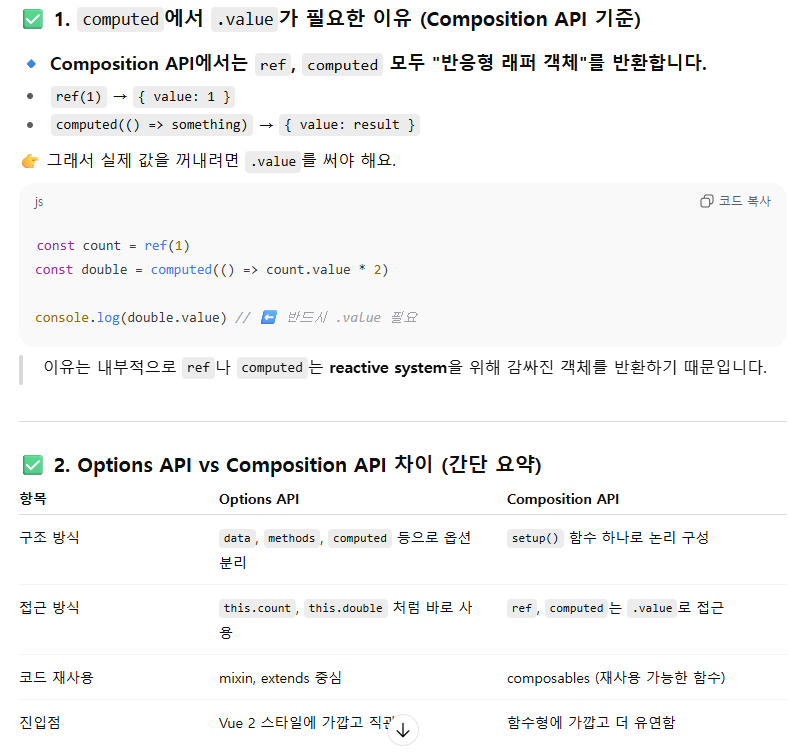 ✅ 1. computed에서 .value가 필요한 이유 (Composition API 기준)
🔹 Composition API에서는 ref, computed 모두 "반응형 래퍼 객체"를 반환합니다.
• ref(1) → { value: 1 }
• computed(() => something) → { value: result }
👉 그래서 실제 값을 꺼내려면 .value를 써야 해요.
js 코드 복사
const count = ref(1)
const double = computed(() => count.value * 2)
console.log(double.value) // ⬅️ 반드시 .value 필요
이유는 내부적으로 ref나 computed는 reactive system을 위해 감싸진 객체를 반환하기 때문입니다.
✅ 2. Options API vs Composition API 차이 (간단 요약)
항목 Options API Composition API
구조 방식 data, methods, computed 등으로 옵션 setup() 함수 하나로 논리 구성
분리
접근 방식 this.count, this.double 처럼 바로 사 ref, computed는 .value로 접근
용
코드 재사용 mixin, extends 중심 composables (재사용 가능한 함수)
진입점 Vue 2 스타일에 가깝고 함수형에 가깝고 더 유연함